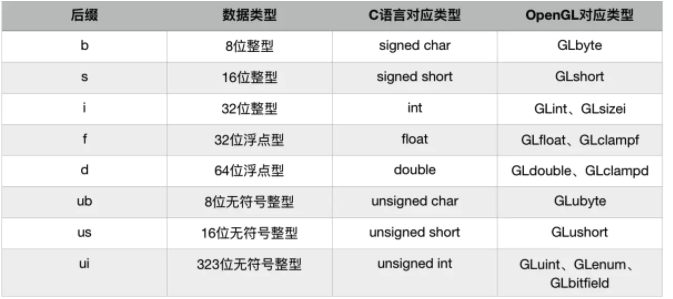 后缀 数据类型 C语言对应类型 OpenGL对应类型
b 8位整型 signed char GLbyte
s 16位整型 signed short GLshort
i 32位整型 int GLint、GLsizei
f 32位浮点型 float GLfloat、GLclampf
d 64位浮点型 double GLdouble、GLclampd
ub 8位无符号整型 unsigned char GLubyte
us 16位无符号整型 unsigned short GLushort
ui 323位无符号整型 unsigned int GLuint、GLenum、
GLbitfield